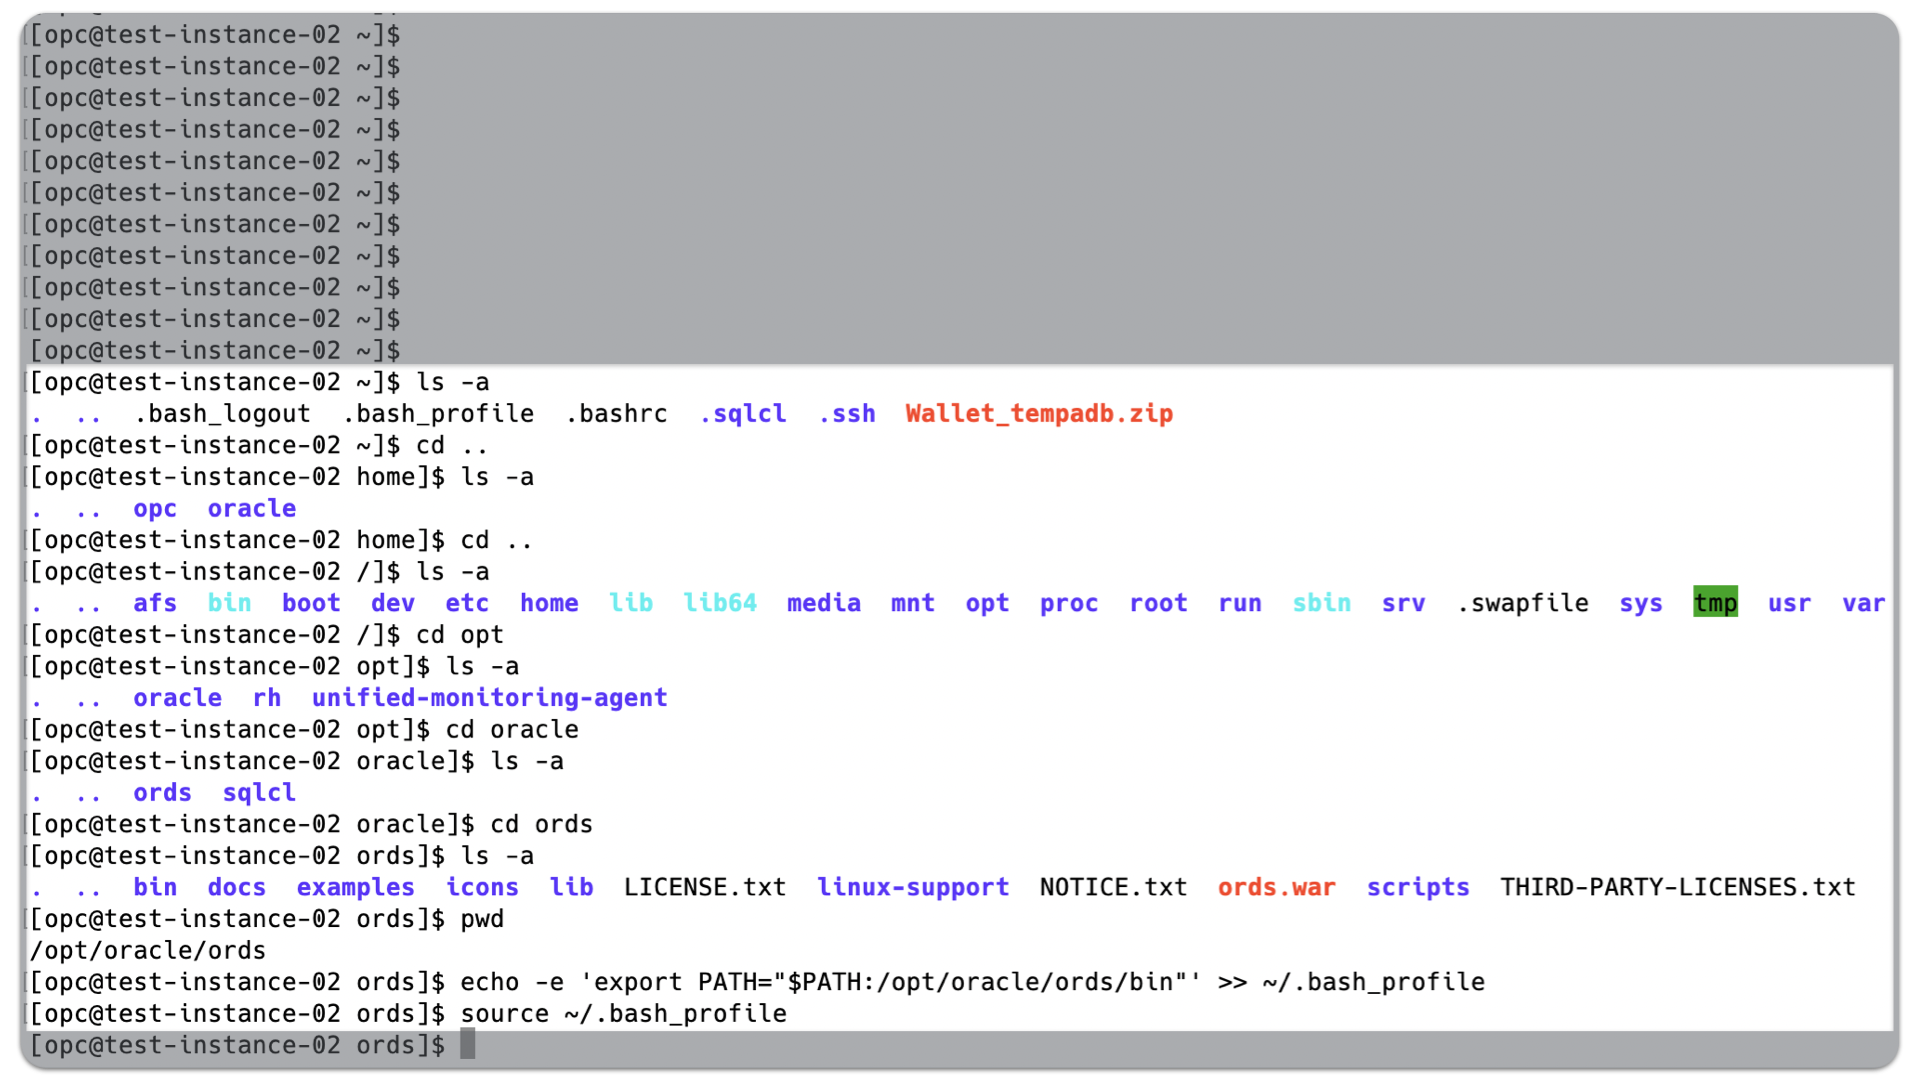 [opc@test-instance-02 ~]$
[opc@test-instance-02 ~]$
[opc@test-instance-02 ~]$
[opc@test-instance-02 ~]$
[opc@test-instance-02 ~]$
[opc@test-instance-02 ~]$
[opc@test-instance-02 ~]$
[opc@test-instance-02 ~]$
[opc@test-instance-02 ~]$
[opc@test-instance-02 ~]$
[opc@test-instance-02 ~]$
[opc@test-instance-02 ~]$ ls -a
.  ..  .bash_logout  .bash_profile  .bashrc  .sqlcl  .ssh  Wallet_tempadb.zip
[opc@test-instance-02 ~]$ cd ..
[opc@test-instance-02 home]$ ls -a
.  ..  opc  oracle
[opc@test-instance-02 home]$ cd ..
[opc@test-instance-02 /]$ ls -a
.  ..  afs  bin  boot  dev  etc  home  lib  lib64  media  mnt  opt  proc  root  run  sbin  srv  .swapfile  sys  tmp  usr  var
[opc@test-instance-02 /]$ cd opt
[opc@test-instance-02 opt]$ ls -a
.  ..  oracle  rh  unified-monitoring-agent
[opc@test-instance-02 opt]$ cd oracle
[opc@test-instance-02 oracle]$ ls -a
.  ..  ords  sqlcl
[opc@test-instance-02 oracle]$ cd ords
[opc@test-instance-02 ords]$ ls -a
.  ..  bin  docs  examples  icons  lib  LICENSE.txt  linux-support  NOTICE.txt  ords.war  scripts  THIRD-PARTY-LICENSES.txt
[opc@test-instance-02 ords]$ pwd
/opt/oracle/ords
[opc@test-instance-02 ords]$ echo -e 'export PATH="$PATH:/opt/oracle/ords/bin"' >> ~/.bash_profile
[opc@test-instance-02 ords]$ source ~/.bash_profile
[opc@test-instance-02 ords]$